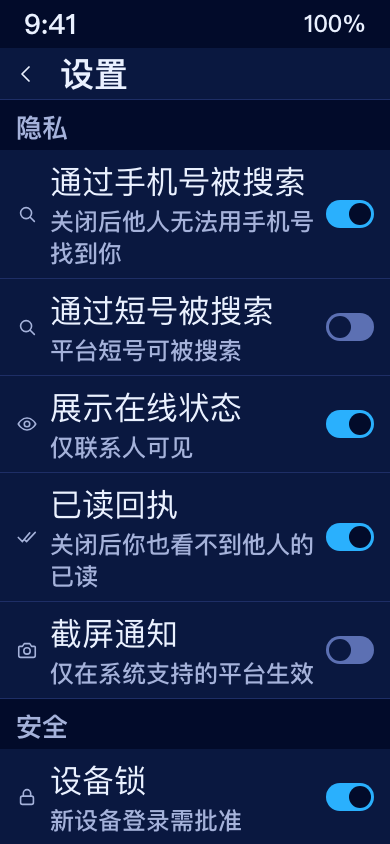 9:41
100%
设置
隐私
通过手机号被搜索
关闭后他人无法用手机号
找到你
通过短号被搜索
平台短号可被搜索
展示在线状态
仅联系人可见
已读回执
关闭后你也看不到他人的
已读
截屏通知
仅在系统支持的平台生效
安全
设备锁
新设备登录需批准